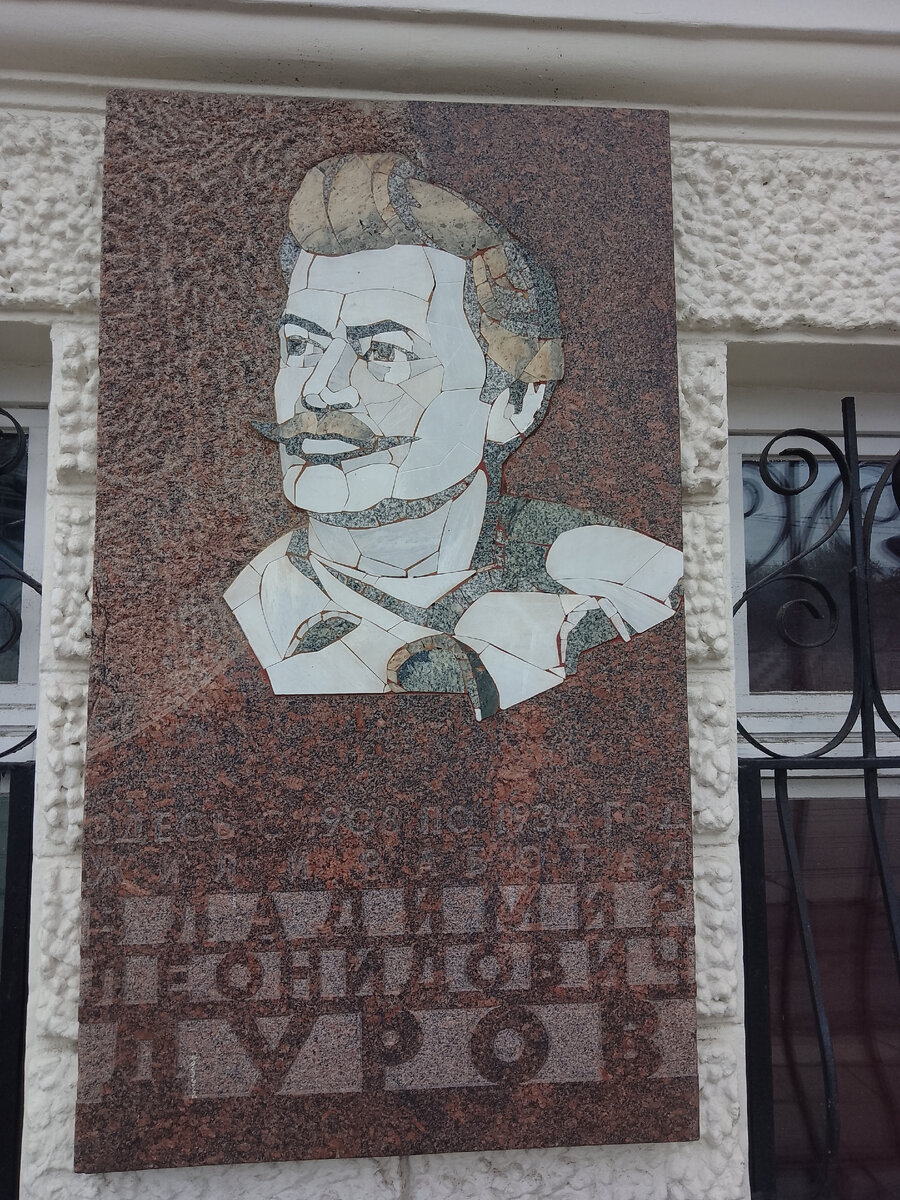 ЗДЕСЬ С 1908 ПО 1934 ГОД
ЖИЛ И РАБОТАЛ
ВЛАДИМИР
ЛЕОНИДОВИЧ
ДУРОВ